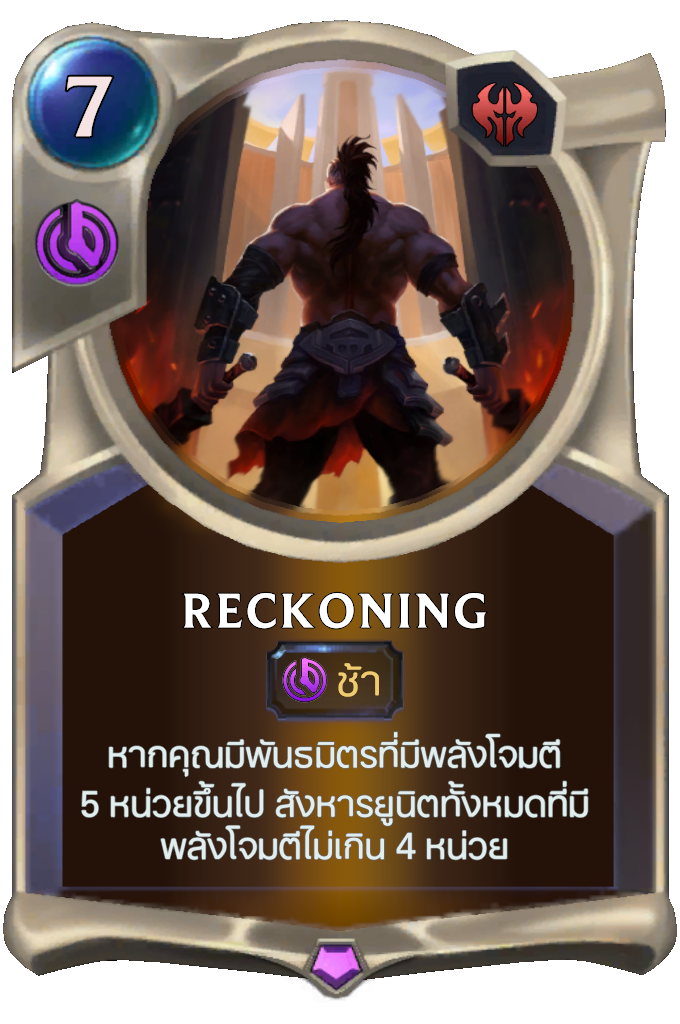 7
RECKONING
ช้า
หากคุณมีพันธมิตรที่มีพลังโจมตี
5 หน่วยขึ้นไป สังหารยูนิตทั้งหมดที่มี
พลังโจมตีไม่เกิน 4 หน่วย